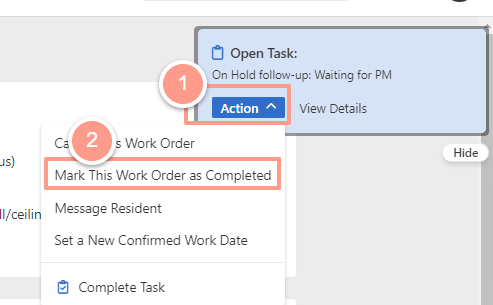 Open Task:
On Hold follow-up: Waiting for PM
1
Action View Details
2
Ca s Work Order
Hide
us)
Mark This Work Order as Completed
Message Resident
ll/ceilin
Set a New Confirmed Work Date
Complete Task